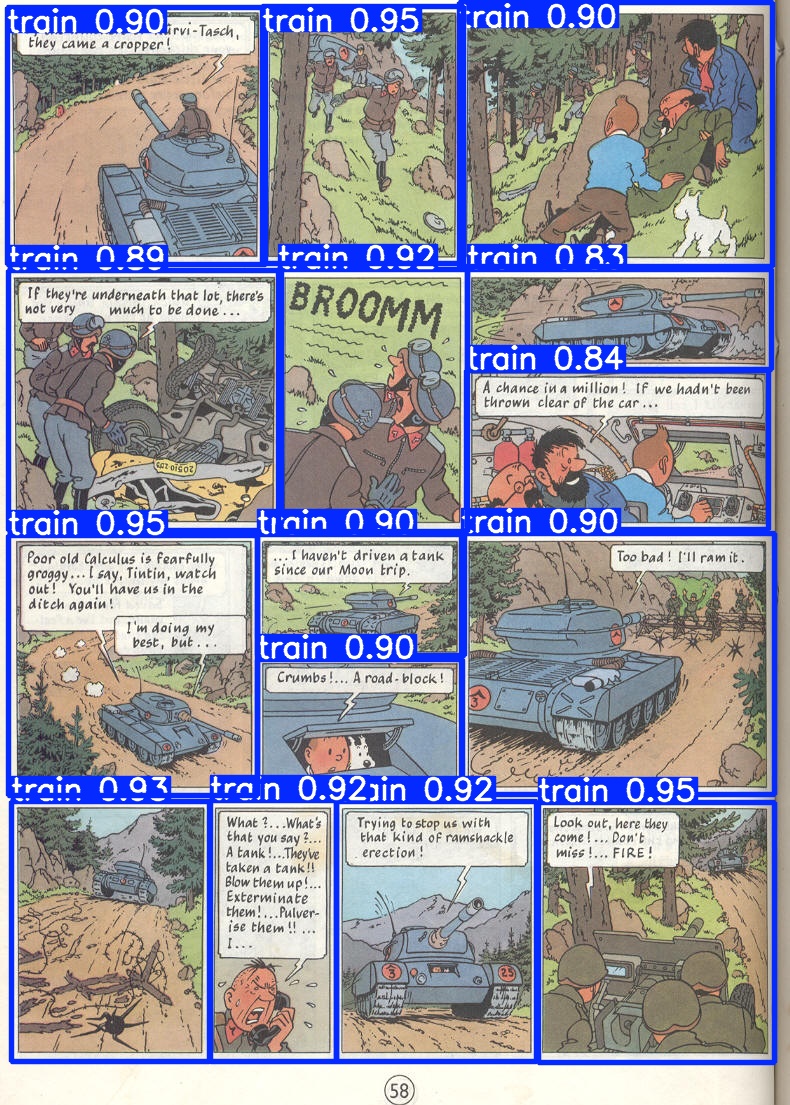 train 0.90
rvi-Tasch,
they came a cropper!
train 0.95
train 0.90
train 0.89
If they're underneath that lot, there's
not very much to be done...
train 0.92
BROOMM
train 0.83
train 0.84
A chance in a million! If we hadn't been
thrown clear of the car...
train 0.95
Poor old Calculus is fearfully
groggy... I say, Tintin, watch
out! You'll have us in the
ditch again!
I'm doing my
best, but...
train 0.90
...I haven't driven a tank
since our Moon trip.
train 0.90
Crumbs!... A road-block!
train 0.90
Too bad! I'll ram it.
3
train 0.93
train 0.92
What?...What's
that you say?...
A tank!...They've
taken a tank!!
Blow them up!...
Exterminate
them!...Pulver-
ise them!! ...
I...
ain 0.92
Trying to stop us with
that kind of ramshackle
erection!
3
23
train 0.95
Look out, here they
come!... Don't
miss!... FIRE!
58